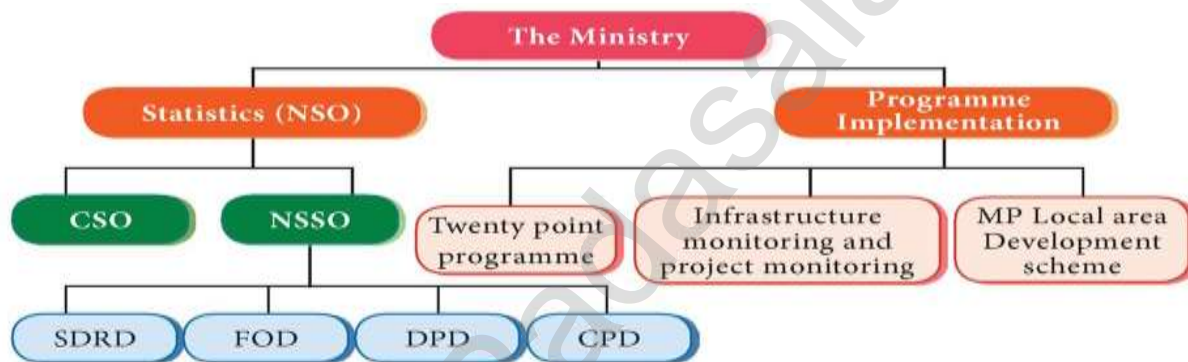 The Ministry
Statistics (NSO)
Programme
Implementation
CSO
NSSO
Twenty point
programme
Infrastructure
monitoring and
project monitoring
MP Local area
Development
scheme
SDRD
FOD
DPD
CPD